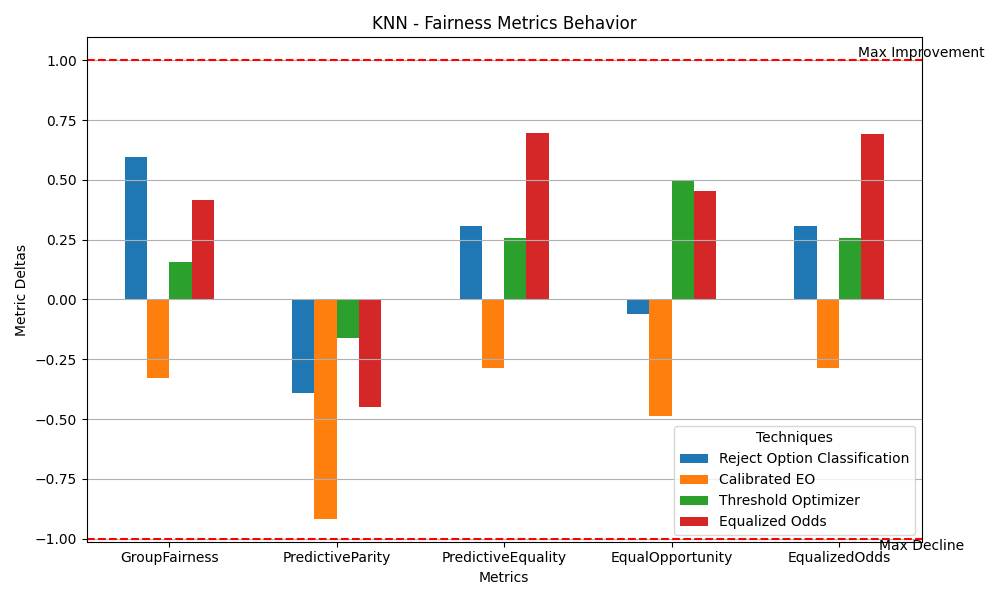 KNN - Fairness Metrics Behavior
Max Improvement
1.00
0.75
0.50
0.25
0.00
−0.25
−0.50
−0.75
−1.00
Metric Deltas
Techniques
Reject Option Classification
Calibrated EO
Threshold Optimizer
Equalized Odds
Max Decline
GroupFairness PredictiveParity PredictiveEquality EqualOpportunity EqualizedOdds
Metrics